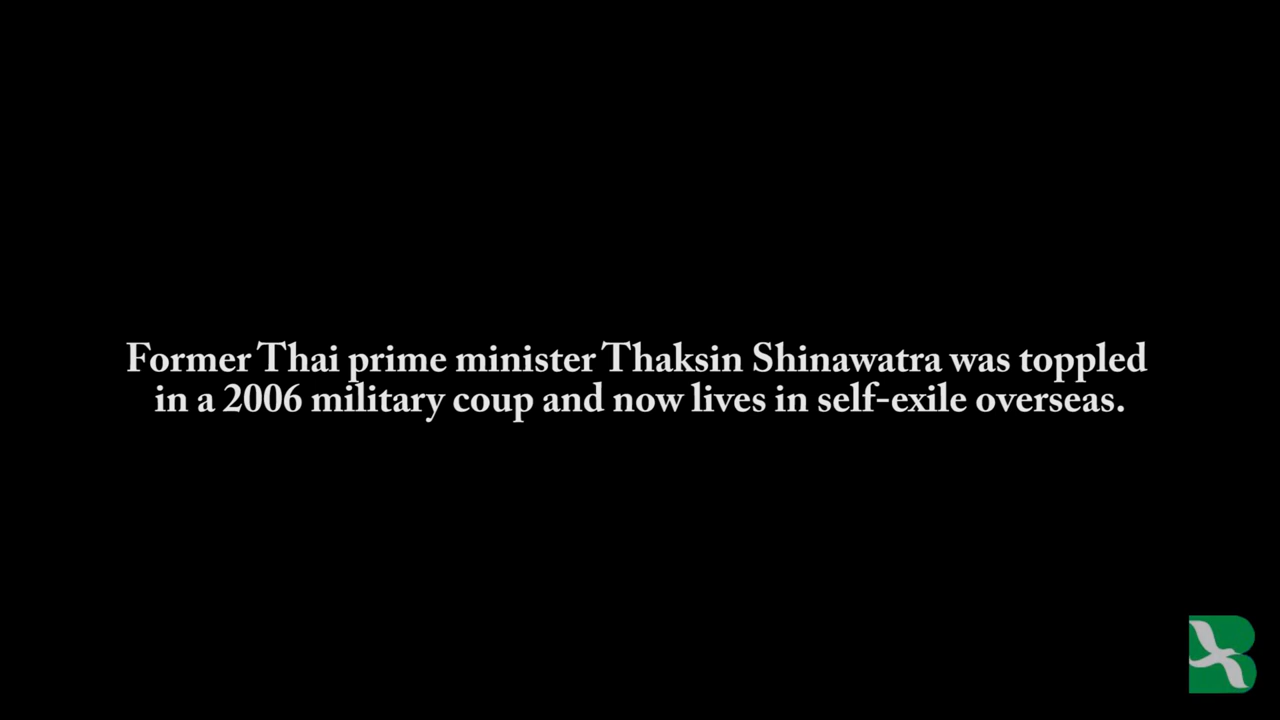 Former Thai prime minister Thaksin Shinawatra was toppled
in a 2006 military coup and now lives in self-exile overseas.